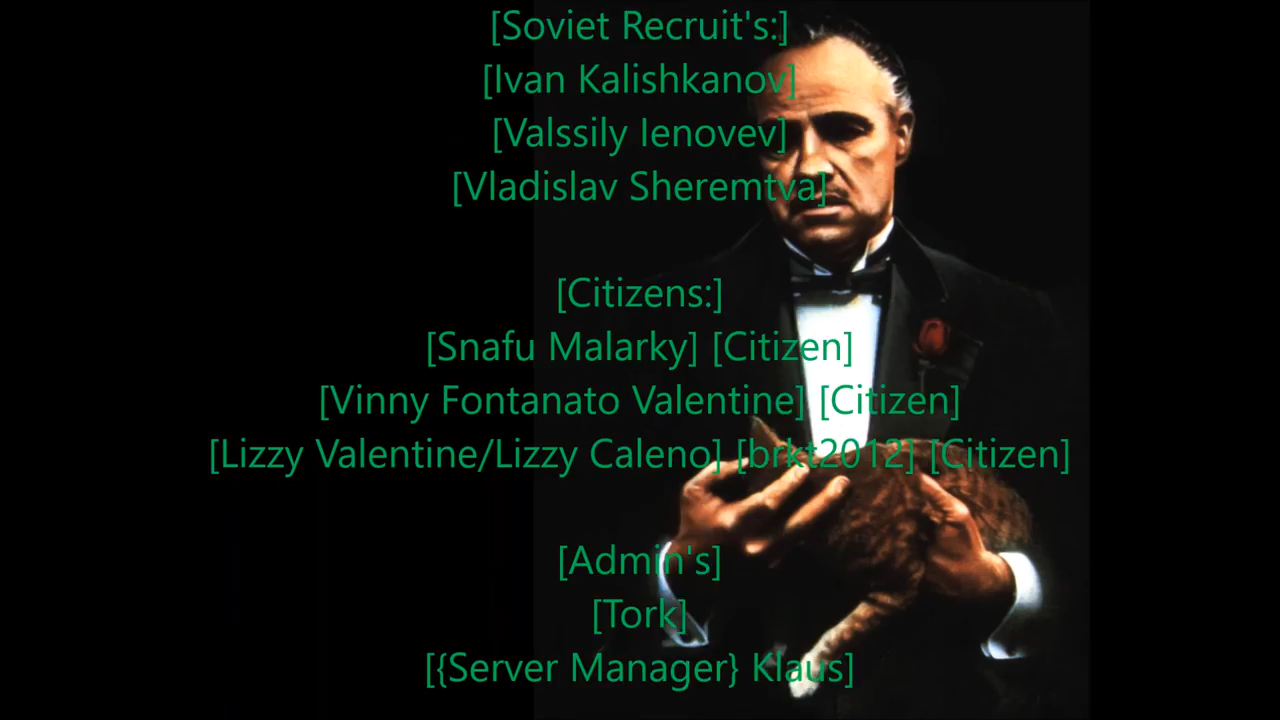 [Soviet Recruit's:]
[Ivan Kalishkanov]
[Valssily Ienovev]
[Vladislav Sheremtva]
[Citizens:]
[Snafu Malarky] [Citizen]
[Vinny Fontanato Valentine] [Citizen]
[Lizzy Valentine/Lizzy Caleno] [brkt2012] [Citizen]
[Admin's]
[Tork]
[{Server Manager} Klaus]